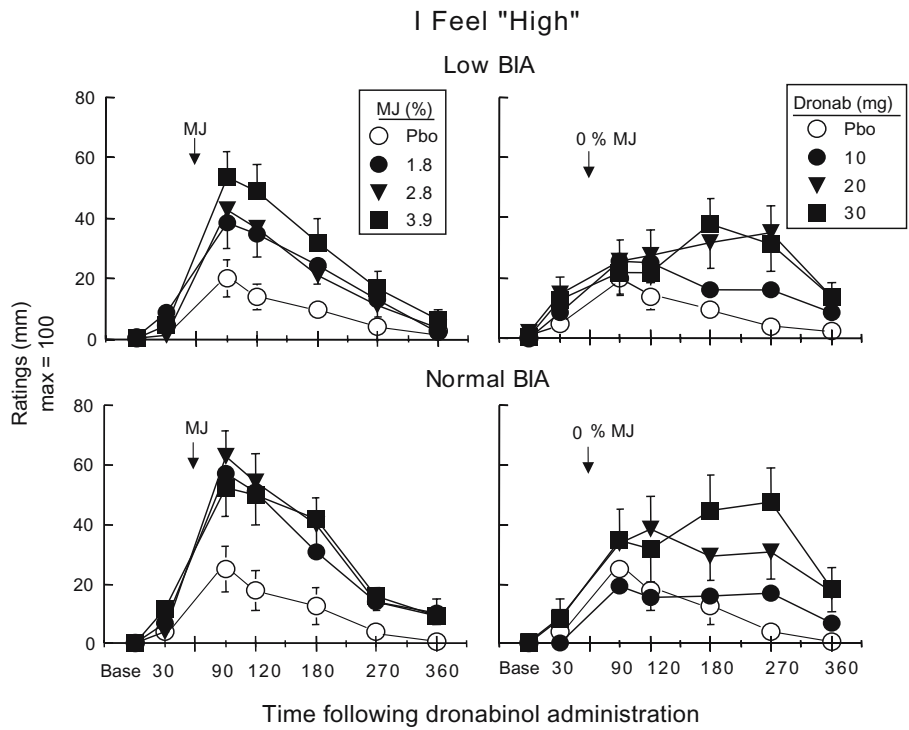 I Feel "High"
Low BIA
Ratings (mm)
max = 100
80
60
40
20
0
MJ
MJ (%)
Pbo
1.8
2.8
3.9
0 % MJ
Dronab (mg)
Pbo
10
20
30
Normal BIA
80
60
40
20
0
MJ
0 % MJ
Base 30 90 120 180 270 360
Base 30 90 120 180 270 360
Time following dronabinol administration